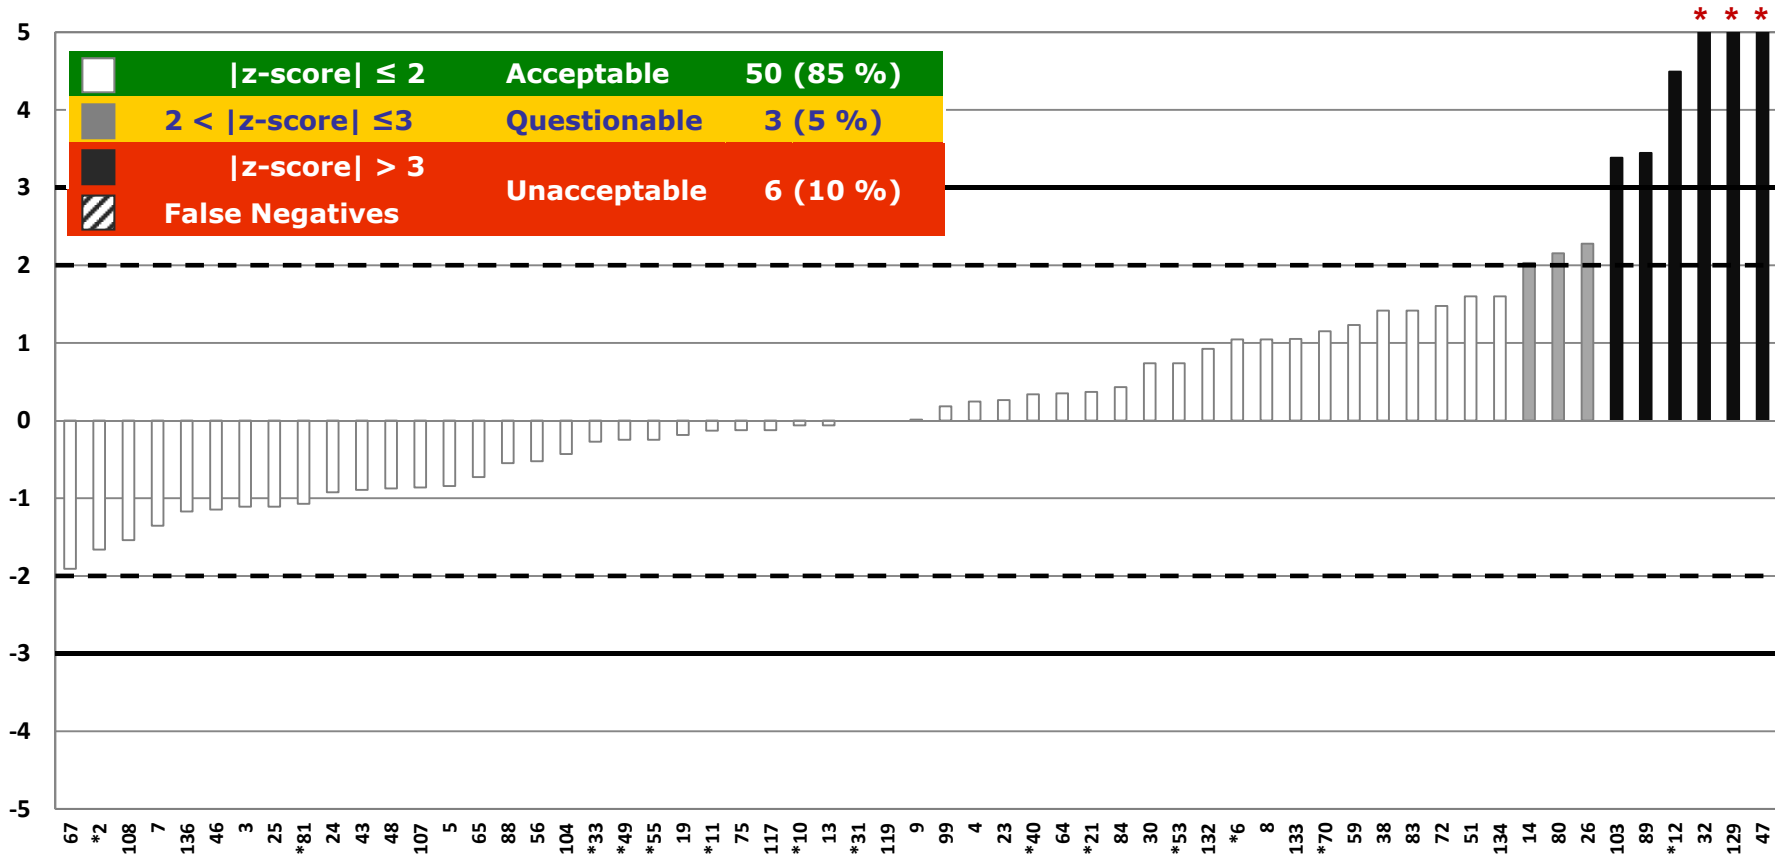 * * *
5
|z-score| ≤ 2 Acceptable 50 (85 %)
4
2 < |z-score| ≤3 Questionable 3 (5 %)
|z-score| > 3
3
Unacceptable 6 (10 %)
False Negatives
2
1
0
-1
-2
-3
-4
-5
67 *2 108 7 136 46 3 25 *81 24 43 48 107 5 65 88 56 104 *33 *49 *55 19 *11 75 117 *10 13 *31 119 9 99 4 23 *40 64 *21 84 30 *53 132 *6 8 133 *70 59 38 83 72 51 134 14 80 26 103 89 *12 32 129 47